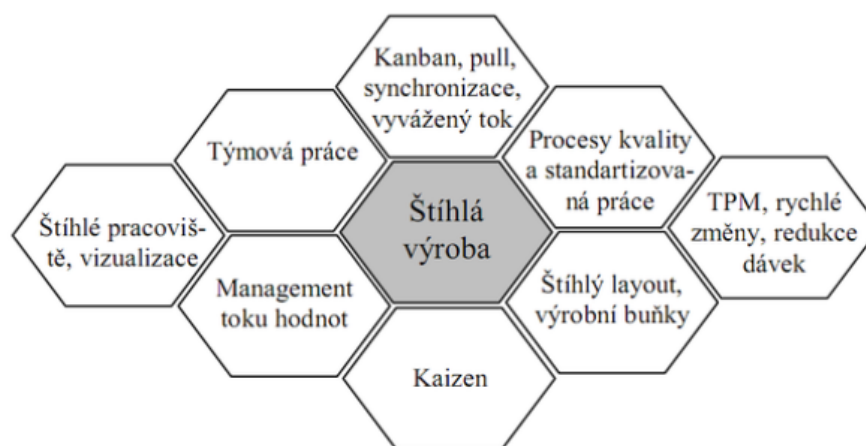 Kanban, pull,
synchronizace,
vyvážený tok
Týmová práce
Procesy kvality
a standartizova-
ná práce
Štíhlé pracoviš-
tě, vizualizace
Štíhlá
výroba
TPM, rychlé
změny, redukce
dávek
Management
toku hodnot
Štíhlý layout,
výrobní buňky
Kaizen